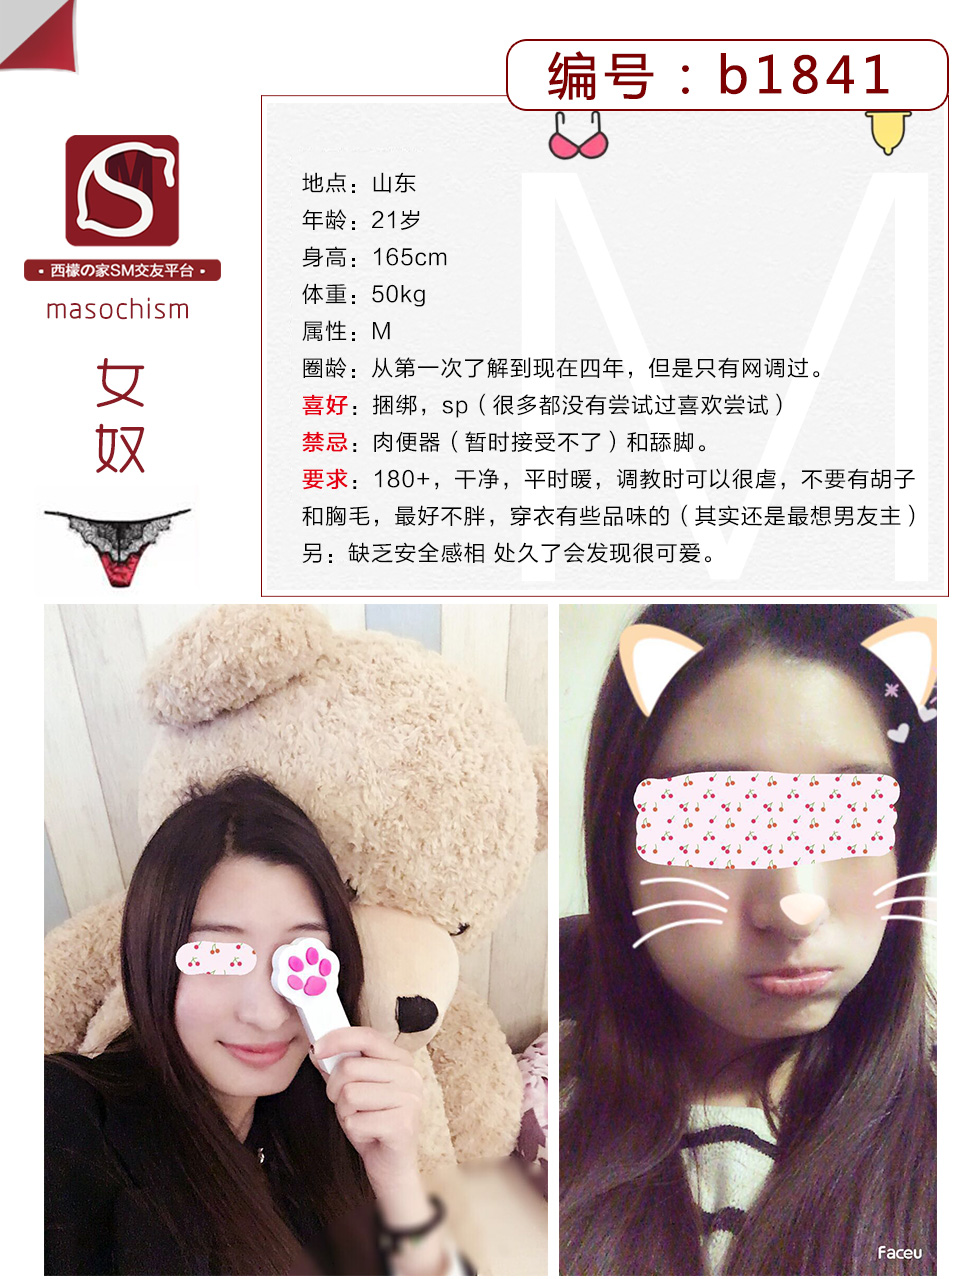 编号：b1841
SM
·西檬の家SM交友平台·
masochism
女
奴
M
地点：山东
年龄：21岁
身高：165cm
体重：50kg
属性：M
圈龄：从第一次了解到现在四年，但是只有网调过。
喜好：捆绑，sp（很多都没有尝试过喜欢尝试）
禁忌：肉便器（暂时接受不了）和舔脚。
要求：180+，干净，平时暖，调教时可以很虐，不要有胡子
和胸毛，最好不胖，穿衣有些品味的（其实还是最想男友主）
另：缺乏安全感相 处久了会发现很可爱。
Faceu